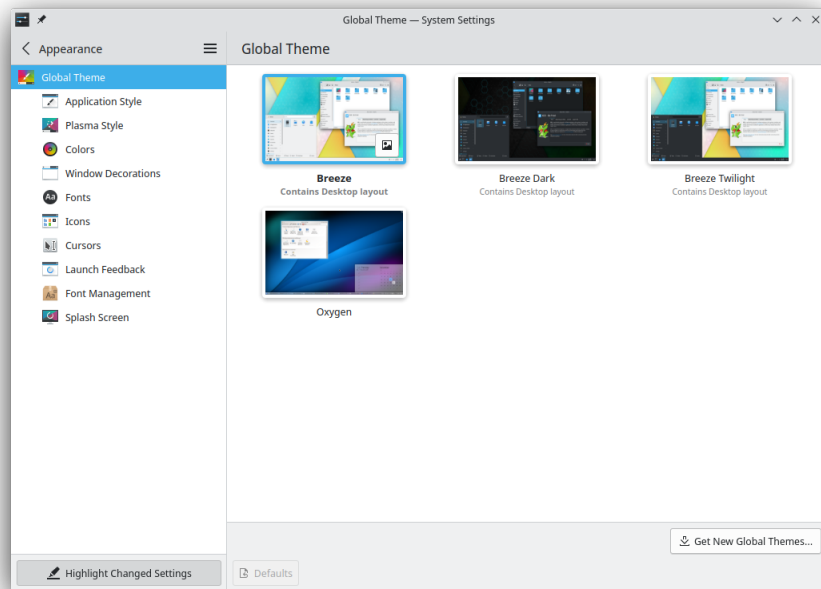 Global Theme — System Settings
Appearance
Global Theme
Global Theme
Application Style
Plasma Style
Colors
Window Decorations
Aa
Fonts
Icons
Cursors
Launch Feedback
Font Management
Splash Screen
Breeze
Contains Desktop layout
Breeze Dark
Contains Desktop layout
Breeze Twilight
Contains Desktop layout
Oxygen
Get New Global Themes...
Highlight Changed Settings
Defaults